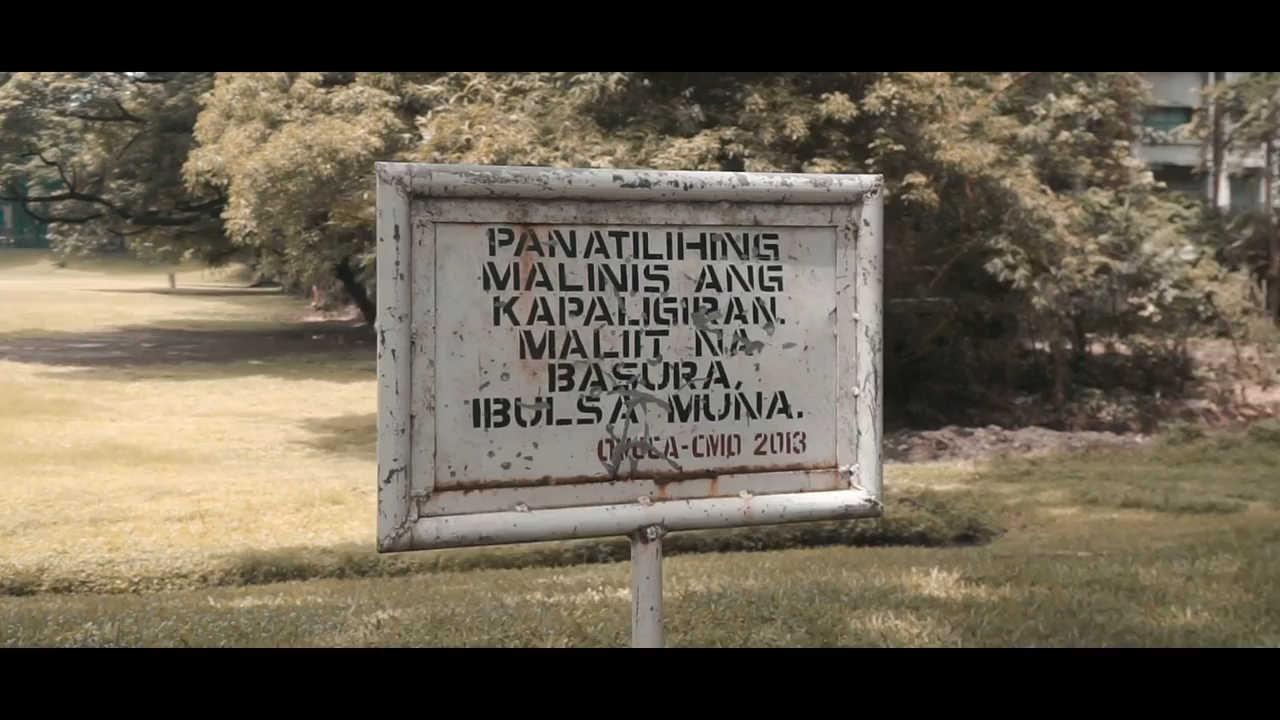 PANATILIHING
MALINIS ANG
KAPALIGIRAN.
MALIIT NA
BASURA,
IBULSA MUNA.
2013